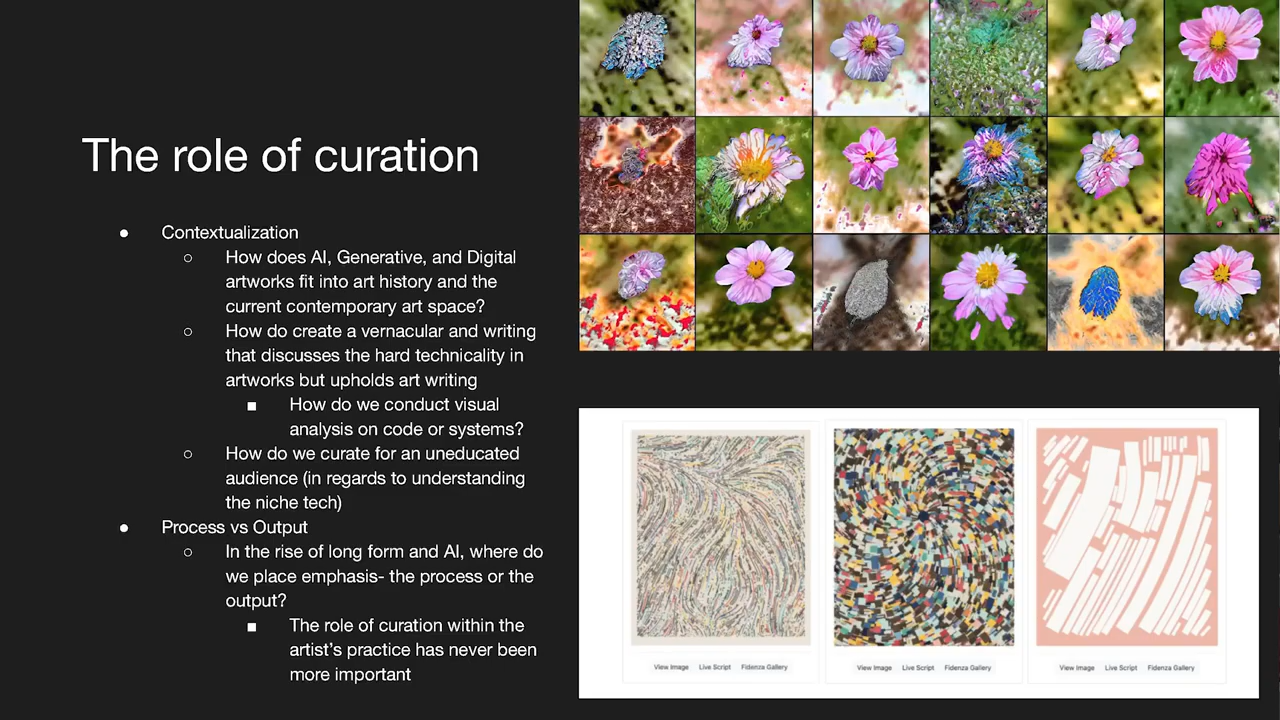 The role of curation
● Contextualization
○ How does AI, Generative, and Digital
artworks fit into art history and the
current contemporary art space?
○ How do create a vernacular and writing
that discusses the hard technicality in
artworks but upholds art writing
■ How do we conduct visual
analysis on code or systems?
○ How do we curate for an uneducated
audience (in regards to understanding
the niche tech)
● Process vs Output
○ In the rise of long form and AI, where do
we place emphasis- the process or the
output?
■ The role of curation within the
artist's practice has never been
more important
View Image Live Script Fidenza Gallery
View Image Live Script Fidenza Gallery
View Image Live Script Fidenza Gallery